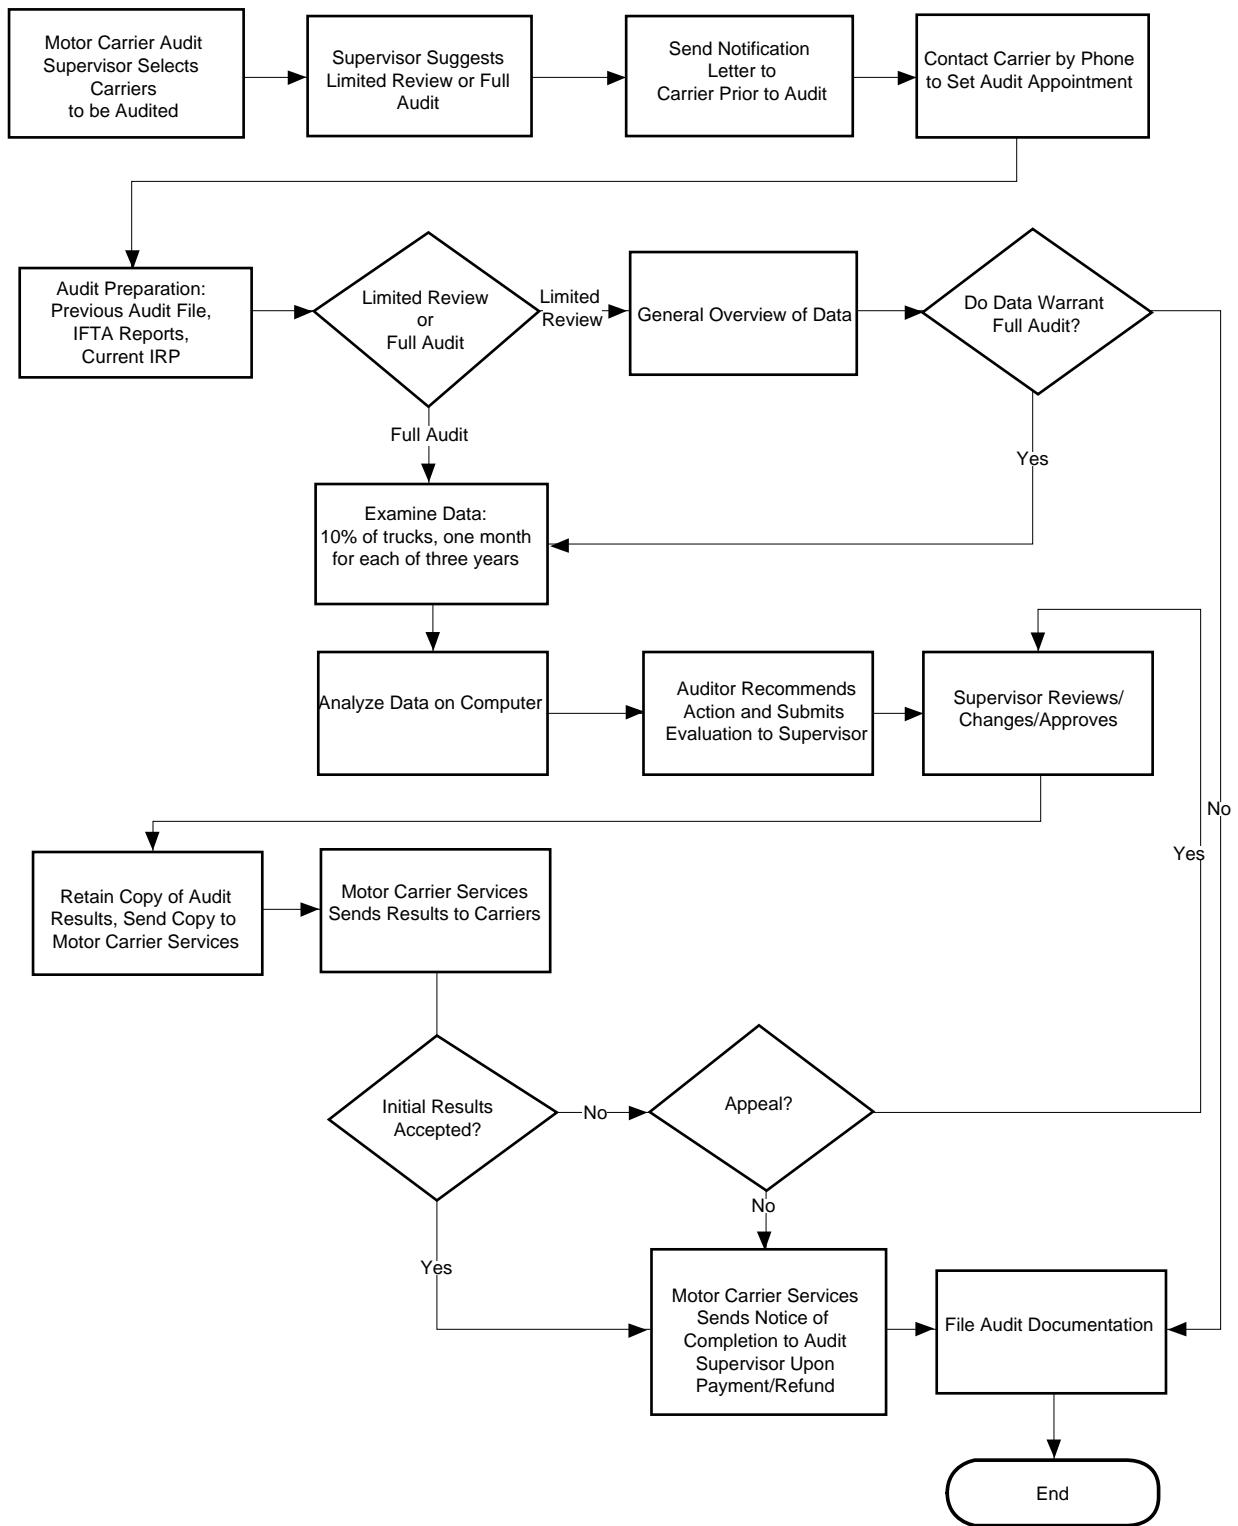 Motor Carrier Audit
Supervisor Selects
Carriers
to be Audited
Supervisor Suggests
Limited Review or Full
Audit
Send Notification
Letter to
Carrier Prior to Audit
Contact Carrier by Phone
to Set Audit Appointment
Audit Preparation:
Previous Audit File,
IFTA Reports,
Current IRP
Limited Review
or
Full Audit
Limited
Review
General Overview of Data
Do Data Warrant
Full Audit?
Full Audit
Yes
Examine Data:
10% of trucks, one month
for each of three years
Analyze Data on Computer
Auditor Recommends
Action and Submits
Evaluation to Supervisor
Supervisor Reviews/
Changes/Approves
No
Yes
Retain Copy of Audit
Results, Send Copy to
Motor Carrier Services
Motor Carrier Services
Sends Results to Carriers
Initial Results
Accepted?
No
Appeal?
No
Yes
Motor Carrier Services
Sends Notice of
Completion to Audit
Supervisor Upon
Payment/Refund
File Audit Documentation
End